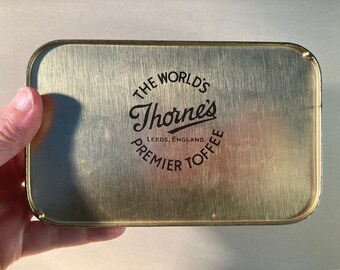 THE WORLD'S
Thorne's
LEEDS, ENGLAND.
PREMIER TOFFEE